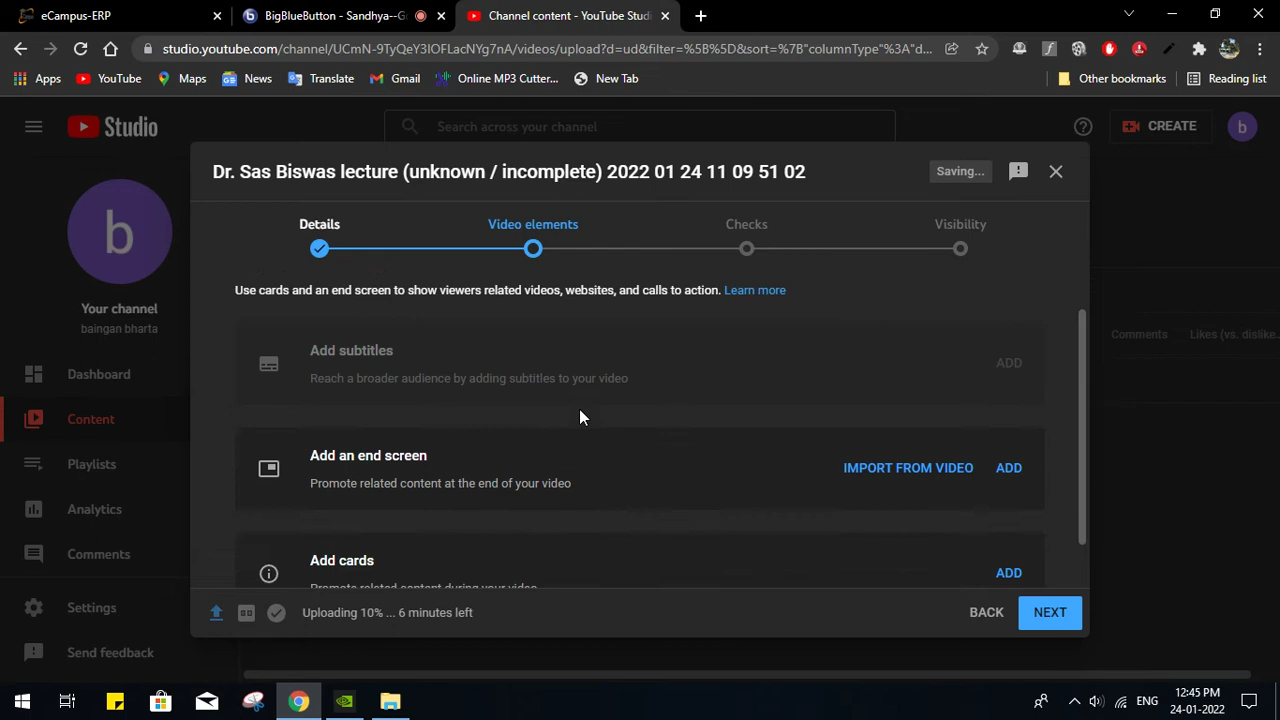 eCampus-ERP
BigBlueButton - Sandhya--G
Channel content - YouTube Studi
studio.youtube.com/channel/UCmN-9TyQeY3IOFLacNYg7nA/videos/upload?d=ud&filter=%5B%5D&sort=%7B"columnType"%3A"d...
Apps
YouTube
Maps
News
Translate
Gmail
Online MP3 Cutter...
New Tab
Other bookmarks
Reading list
Studio
Search across your channel
CREATE
b
Dr. Sas Biswas lecture (unknown / incomplete) 2022 01 24 11 09 51 02
Saving...
b
Your channel
baingan bharta
Dashboard
Content
Playlists
Analytics
Comments
Settings
Send feedback
Details
Video elements
Checks
Visibility
Use cards and an end screen to show viewers related videos, websites, and calls to action. Learn more
Add subtitles
Reach a broader audience by adding subtitles to your video
ADD
Add an end screen
Promote related content at the end of your video
IMPORT FROM VIDEO
ADD
Add cards
Promote related content during your video
ADD
Comments
Likes (vs. dislike
Uploading 10% ... 6 minutes left
BACK
NEXT
ENG
12:45 PM
24-01-2022